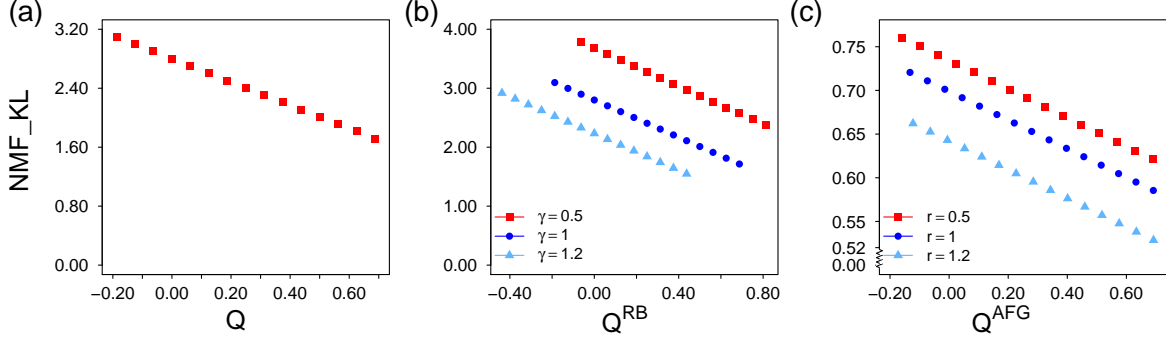 (a)
NMF_KL
3.20
2.40
1.60
0.80
0.00
−0.20 0.00 0.20 0.40 0.60
Q
(b)
4.00
3.00
2.00
1.00
0.00
γ = 0.5
γ = 1
γ = 1.2
−0.40 0.00 0.40 0.80
Q^RB
(c)
0.75
0.70
0.65
0.60
0.55
0.52
0.00
r = 0.5
r = 1
r = 1.2
−0.20 0.00 0.20 0.40 0.60
Q^AFG